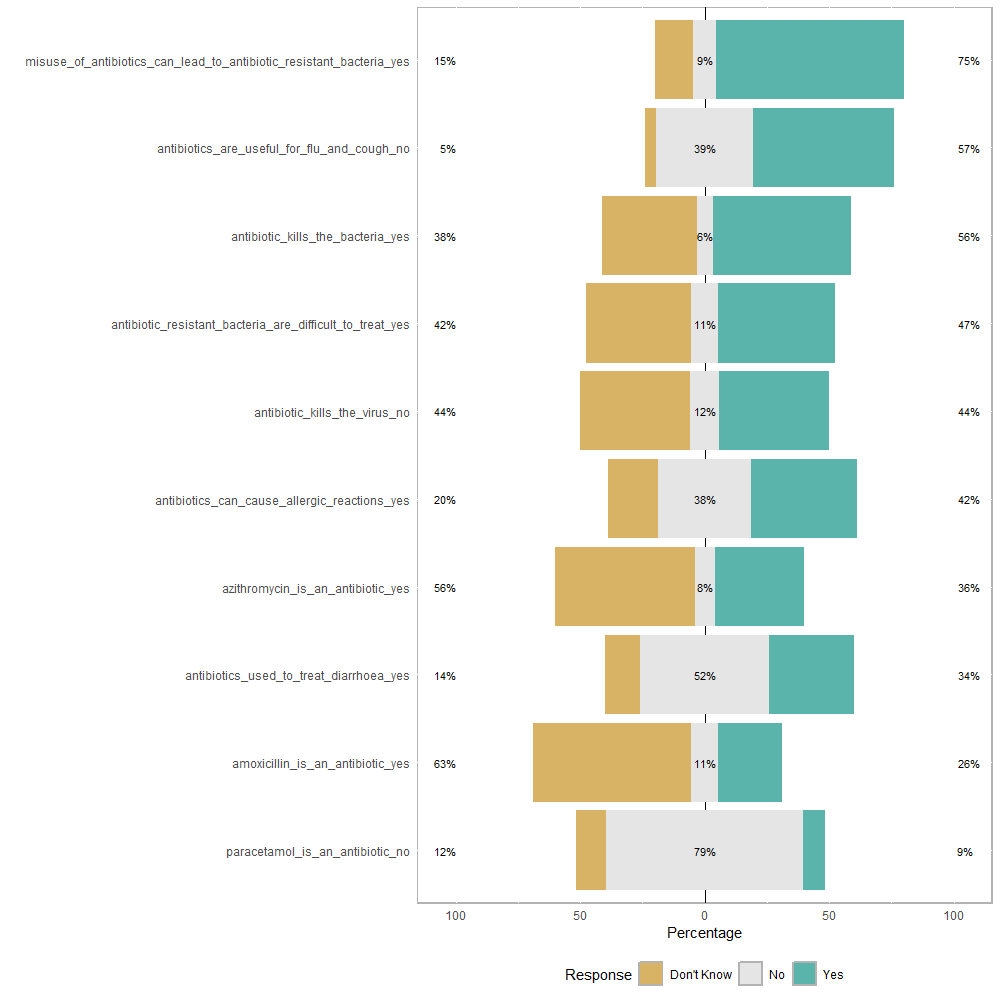 misuse_of_antibiotics_can_lead_to_antibiotic_resistant_bacteria_yes 15% 9% 75%
antibiotics_are_useful_for_flu_and_cough_no 5% 39% 57%
antibiotic_kills_the_bacteria_yes 38% 6% 56%
antibiotic_resistant_bacteria_are_difficult_to_treat_yes 42% 11% 47%
antibiotic_kills_the_virus_no 44% 12% 44%
antibiotics_can_cause_allergic_reactions_yes 20% 38% 42%
azithromycin_is_an_antibiotic_yes 56% 8% 36%
antibiotics_used_to_treat_diarrhoea_yes 14% 52% 34%
amoxicillin_is_an_antibiotic_yes 63% 11% 26%
paracetamol_is_an_antibiotic_no 12% 79% 9%
100 50 0 50 100
Percentage
Response Don't Know No Yes